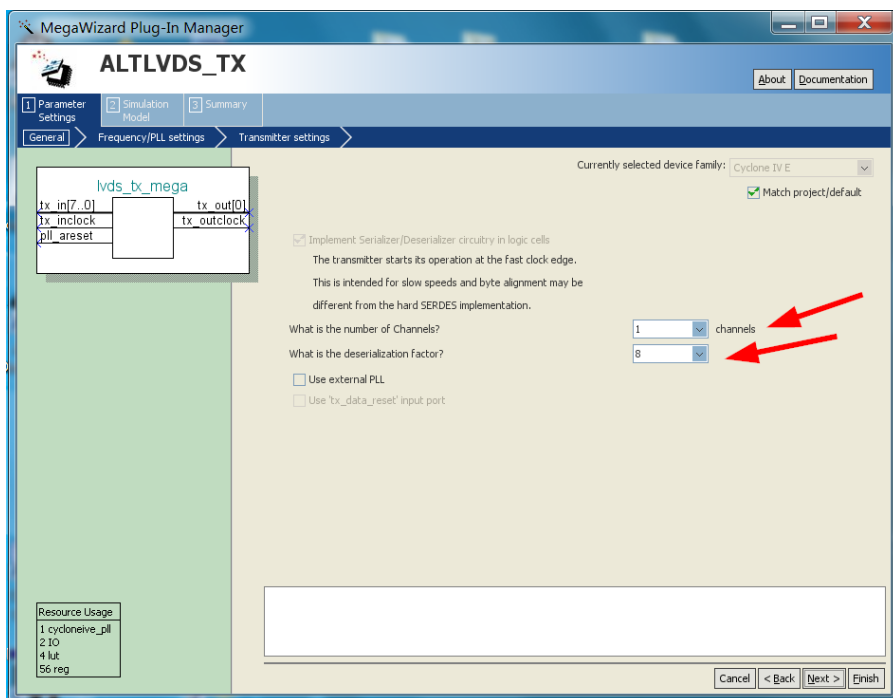 MegaWizard Plug-In Manager
ALTLVDS_TX
About Documentation
1 Parameter Settings
2 Simulation Model
3 Summary
General Frequency/PLL settings Transmitter settings
Currently selected device family: Cyclone IV E
Match project/default
lvds_tx_mega
tx_in[7..0] tx_out[0]
tx_inclock tx_outclock
pll_areset
Implement Serializer/Deserializer circuitry in logic cells
The transmitter starts its operation at the fast clock edge.
This is intended for slow speeds and byte alignment may be
different from the hard SERDES implementation.
What is the number of Channels? 1 channels
What is the deserialization factor? 8
Use external PLL
Use 'tx_data_reset' input port
Resource Usage
1 cycloneive_pll
2 IO
4 lut
56 reg
Cancel < Back Next > Finish